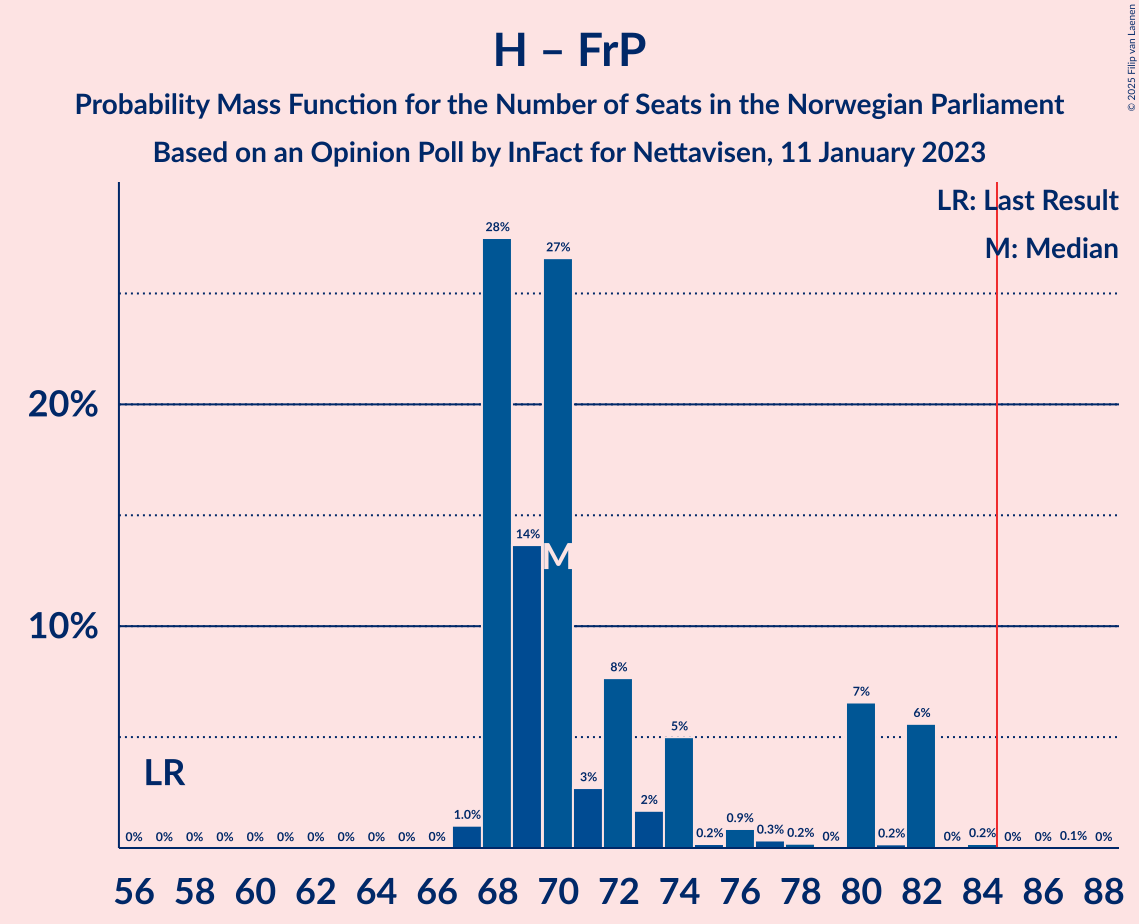 H – FrP
Probability Mass Function for the Number of Seats in the Norwegian Parliament
Based on an Opinion Poll by InFact for Nettavisen, 11 January 2023
© 2025 Filip van Laenen
LR: Last Result
M: Median
20%
10%
LR
M
0% 0% 0% 0% 0% 0% 0% 0% 0% 0% 0% 1.0% 28% 14% 27% 3% 8% 2% 5% 0.2% 0.9% 0.3% 0.2% 0% 7% 0.2% 6% 0% 0.2% 0% 0% 0.1% 0%
56 58 60 62 64 66 68 70 72 74 76 78 80 82 84 86 88